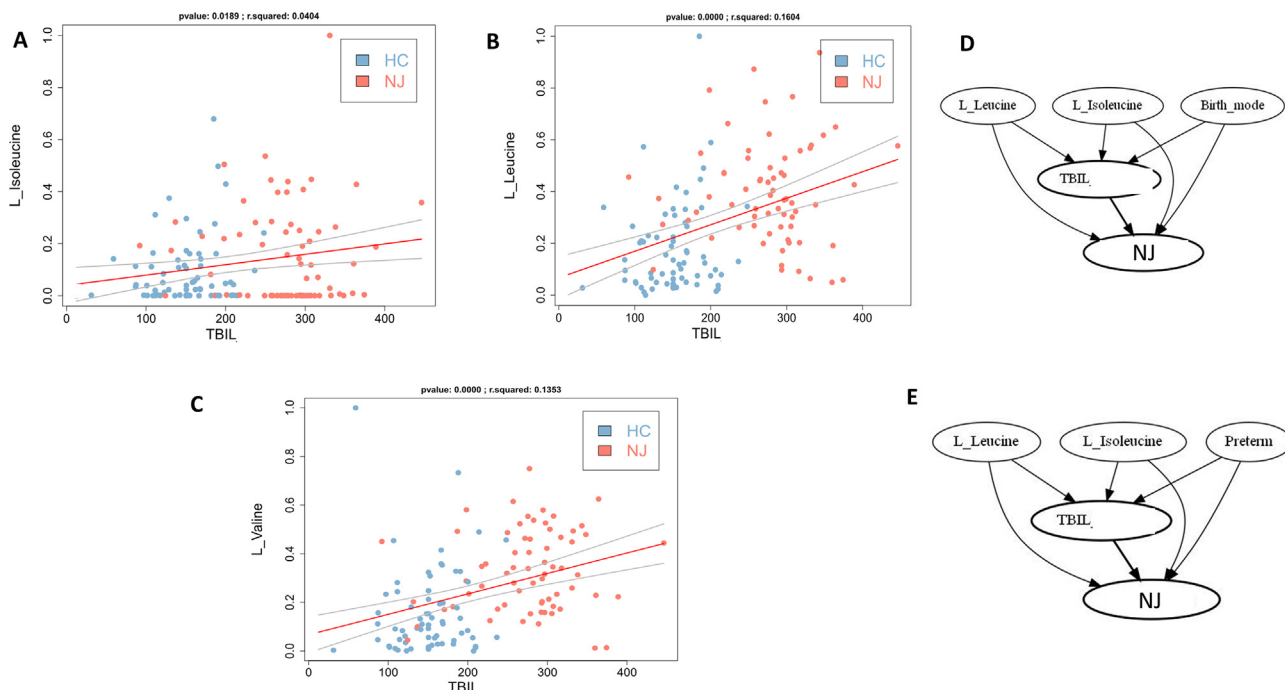 A
pvalue: 0.0189 ; r.squared: 0.0404
L_Isoleucine
1.0
0.8
0.6
0.4
0.2
0.0
HC
NJ
0 100 200 300 400
TBIL
B
pvalue: 0.0000 ; r.squared: 0.1604
L_Leucine
1.0
0.8
0.6
0.4
0.2
0.0
HC
NJ
0 100 200 300 400
TBIL
D
L_Leucine L_Isoleucine Birth_mode
TBIL
NJ
C
pvalue: 0.0000 ; r.squared: 0.1353
L_Valine
1.0
0.8
0.6
0.4
0.2
0.0
HC
NJ
0 100 200 300 400
TBIL
E
L_Leucine L_Isoleucine Preterm
TBIL
NJ